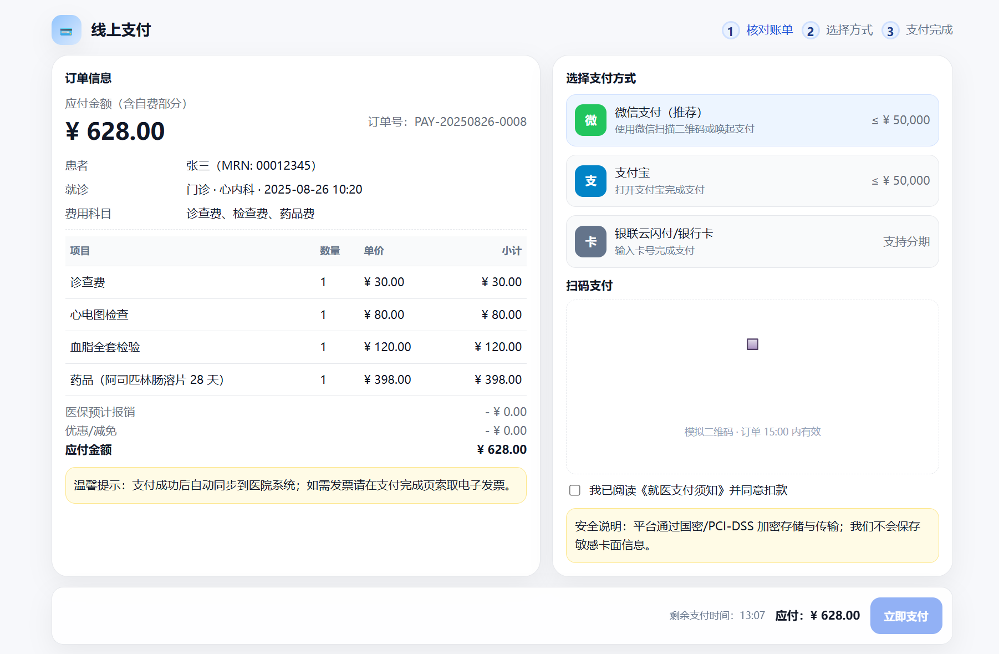 线上支付
1 核对账单 2 选择方式 3 支付完成
订单信息
应付金额（含自费部分）
¥ 628.00
订单号：PAY-20250826-0008
患者 张三（MRN: 00012345）
就诊 门诊 · 心内科 · 2025-08-26 10:20
费用科目 诊查费、检查费、药品费
项目 数量 单价 小计
诊查费 1 ¥ 30.00 ¥ 30.00
心电图检查 1 ¥ 80.00 ¥ 80.00
血脂全套检验 1 ¥ 120.00 ¥ 120.00
药品（阿司匹林肠溶片 28 天） 1 ¥ 398.00 ¥ 398.00
医保预计报销 - ¥ 0.00
优惠/减免 - ¥ 0.00
应付金额 ¥ 628.00
温馨提示：支付成功后自动同步到医院系统；如需发票请在支付完成页索取电子发票。
选择支付方式
微
微信支付（推荐）
使用微信扫描二维码或唤起支付
≤ ¥ 50,000
支
支付宝
打开支付宝完成支付
≤ ¥ 50,000
卡
银联云闪付/银行卡
输入卡号完成支付
支持分期
扫码支付
模拟二维码 · 订单 15:00 内有效
我已阅读《就医支付须知》并同意扣款
安全说明：平台通过国密/PCI-DSS 加密存储与传输；我们不会保存
敏感卡面信息。
剩余支付时间：13:07 应付：¥ 628.00 立即支付